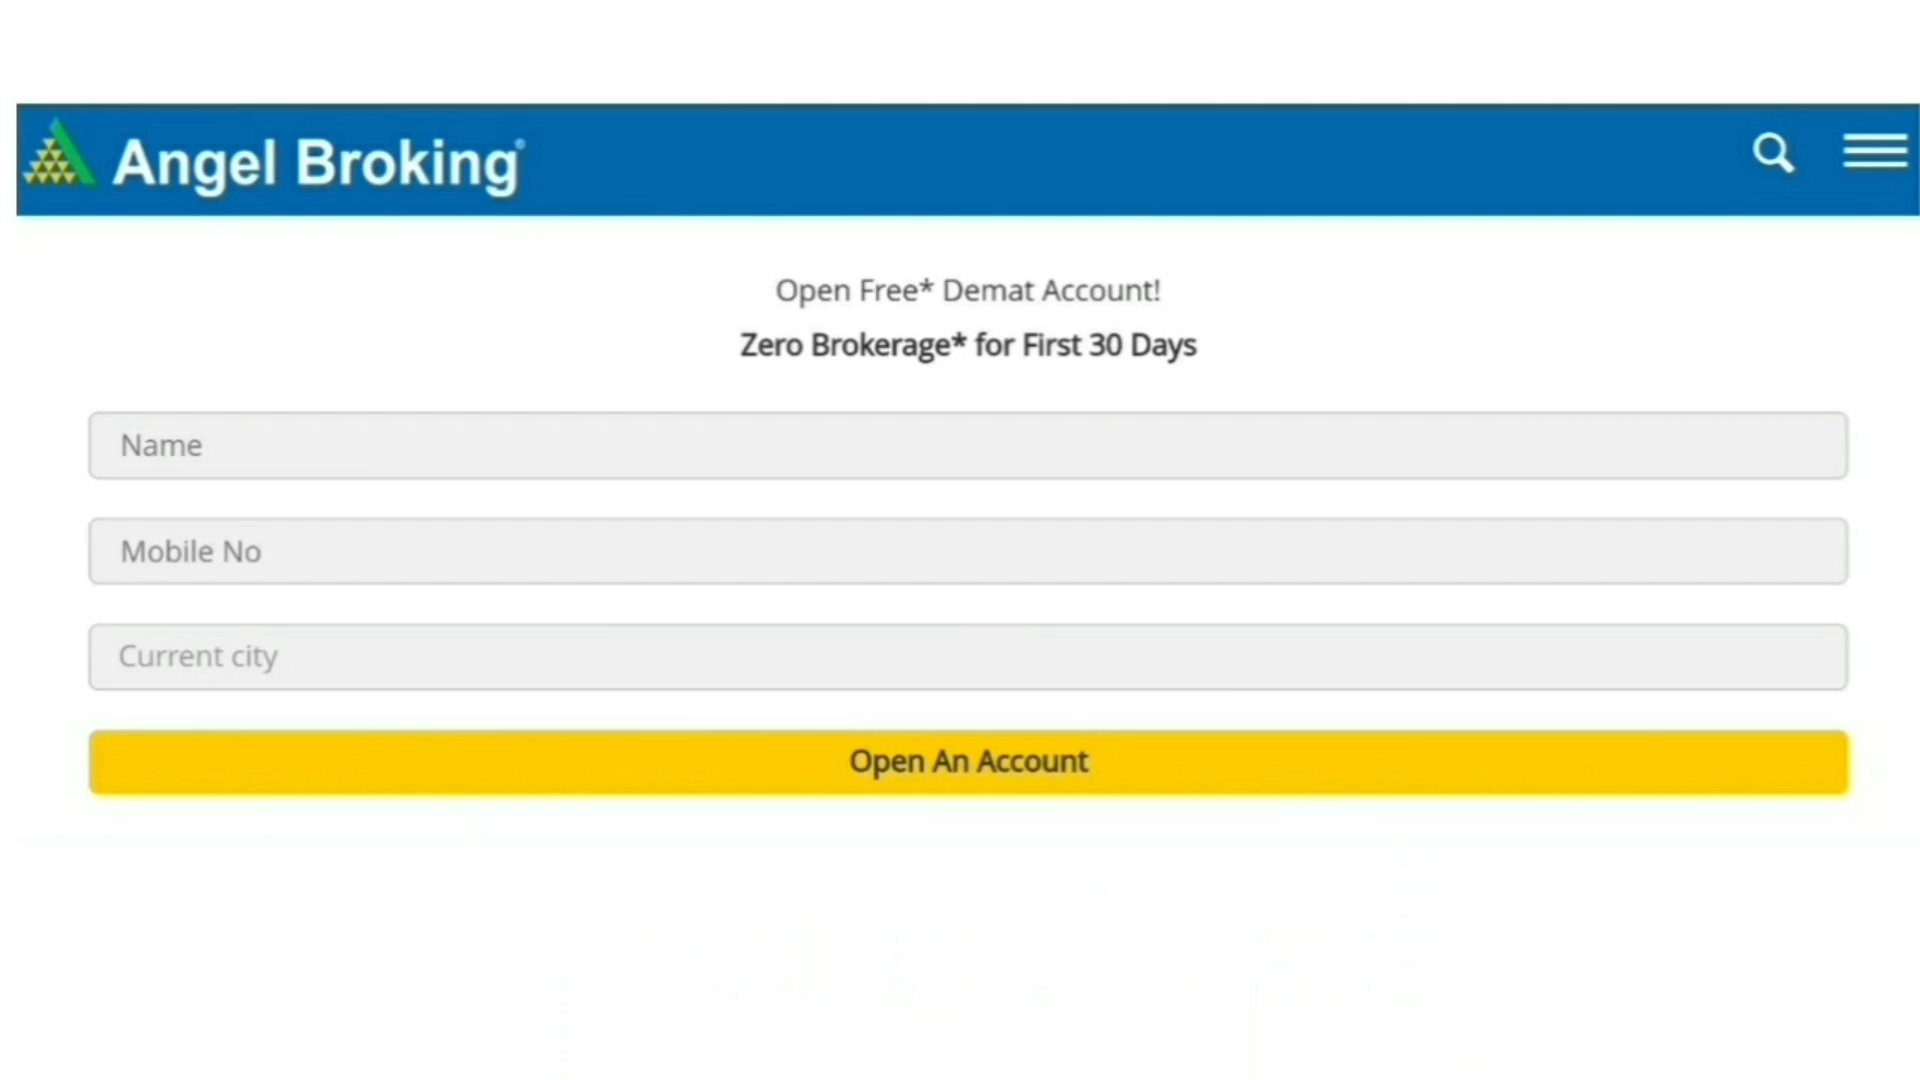 Angel Broking
Open Free* Demat Account!
Zero Brokerage* for First 30 Days
Name
Mobile No
Current city
Open An Account